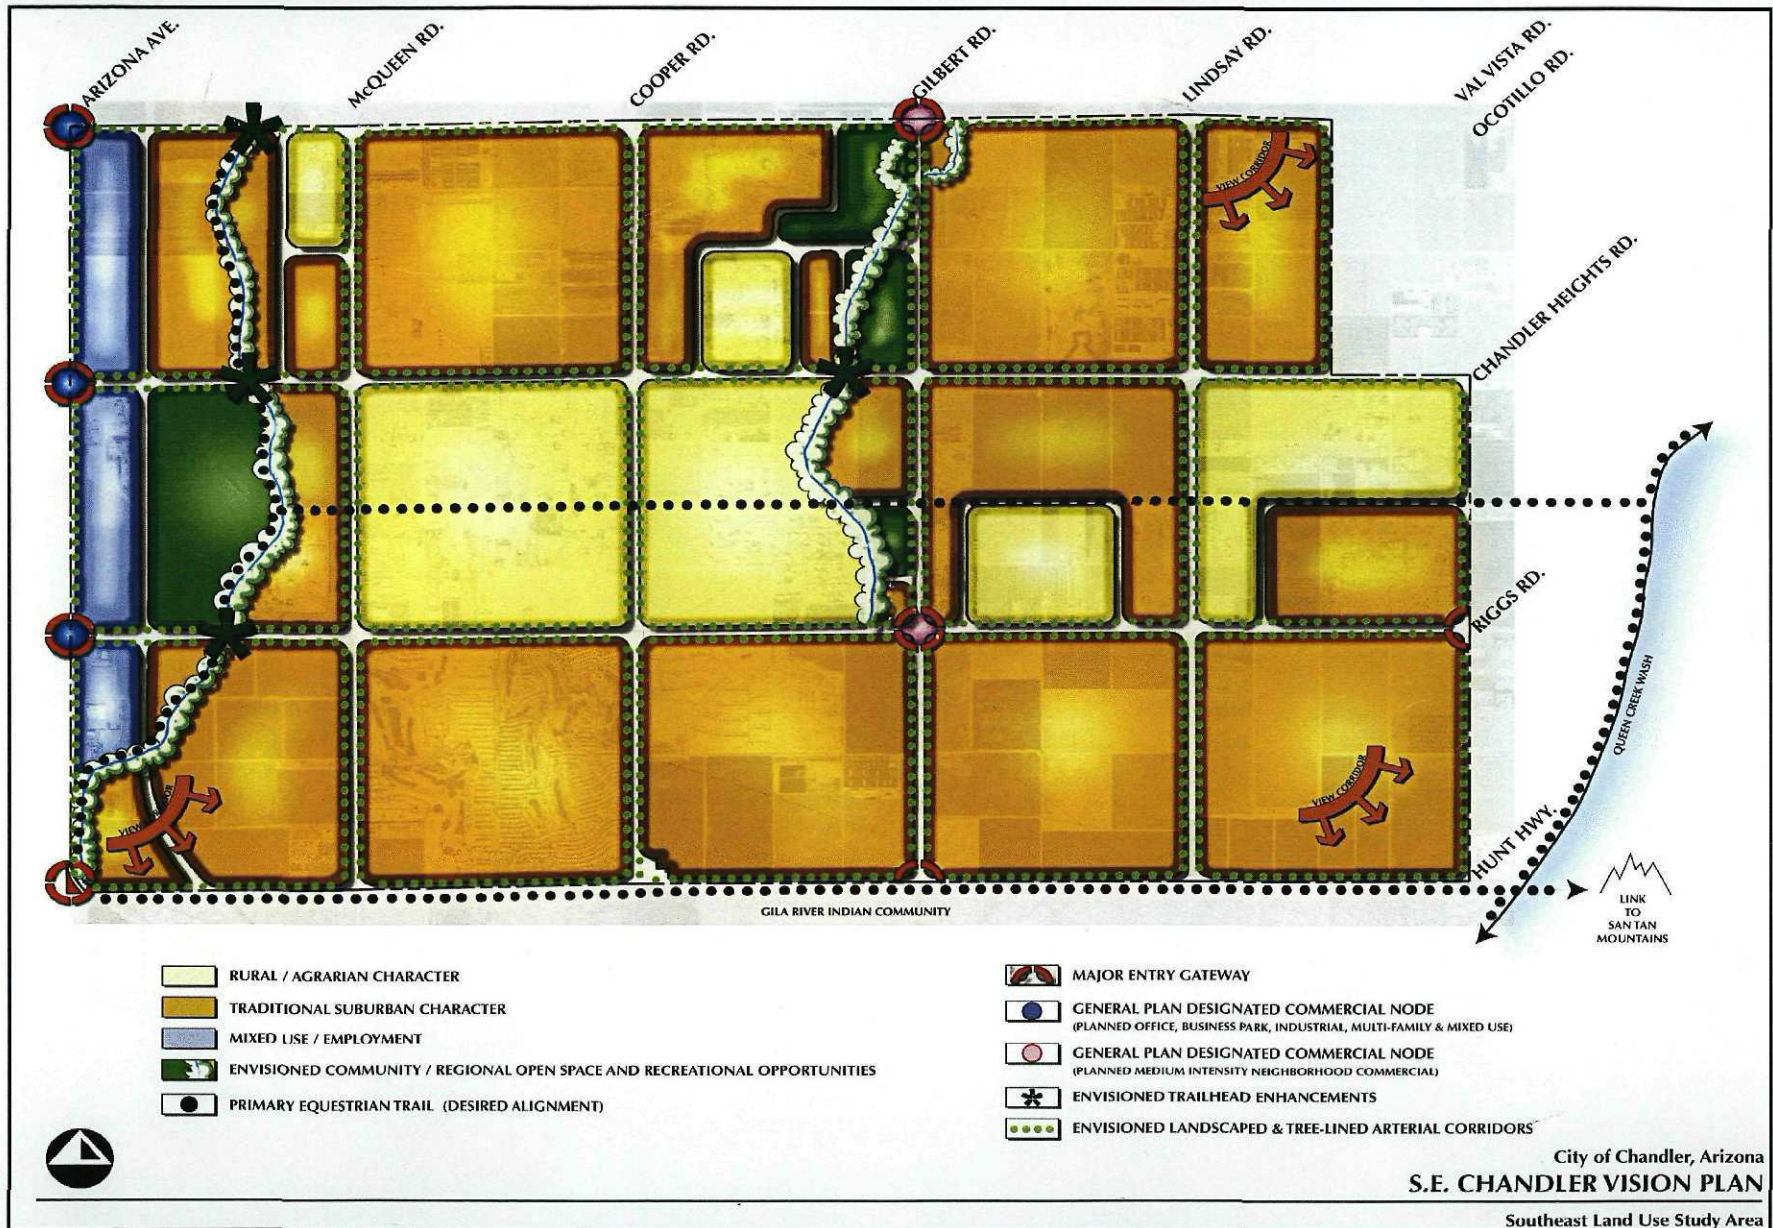 ARIZONA AVE.
McQUEEN RD.
COOPER RD.
GILBERT RD.
LINDSAY RD.
VAL VISTA RD.
OCOTILLO RD.
VIEW CORRIDOR
CHANDLER HEIGHTS RD.
RIGGS RD.
QUEEN CREEK WASH
VIEW CORRIDOR
VIEW
HUNT HWY.
GILA RIVER INDIAN COMMUNITY
LINK
TO
SAN TAN
MOUNTAINS
RURAL / AGRARIAN CHARACTER
TRADITIONAL SUBURBAN CHARACTER
MIXED USE / EMPLOYMENT
ENVISIONED COMMUNITY / REGIONAL OPEN SPACE AND RECREATIONAL OPPORTUNITIES
PRIMARY EQUESTRIAN TRAIL (DESIRED ALIGNMENT)
MAJOR ENTRY GATEWAY
GENERAL PLAN DESIGNATED COMMERCIAL NODE
(PLANNED OFFICE, BUSINESS PARK, INDUSTRIAL, MULTI-FAMILY & MIXED USE)
GENERAL PLAN DESIGNATED COMMERCIAL NODE
(PLANNED MEDIUM INTENSITY NEIGHBORHOOD COMMERCIAL)
ENVISIONED TRAILHEAD ENHANCEMENTS
ENVISIONED LANDSCAPED & TREE-LINED ARTERIAL CORRIDORS
City of Chandler, Arizona
S.E. CHANDLER VISION PLAN
Southeast Land Use Study Area